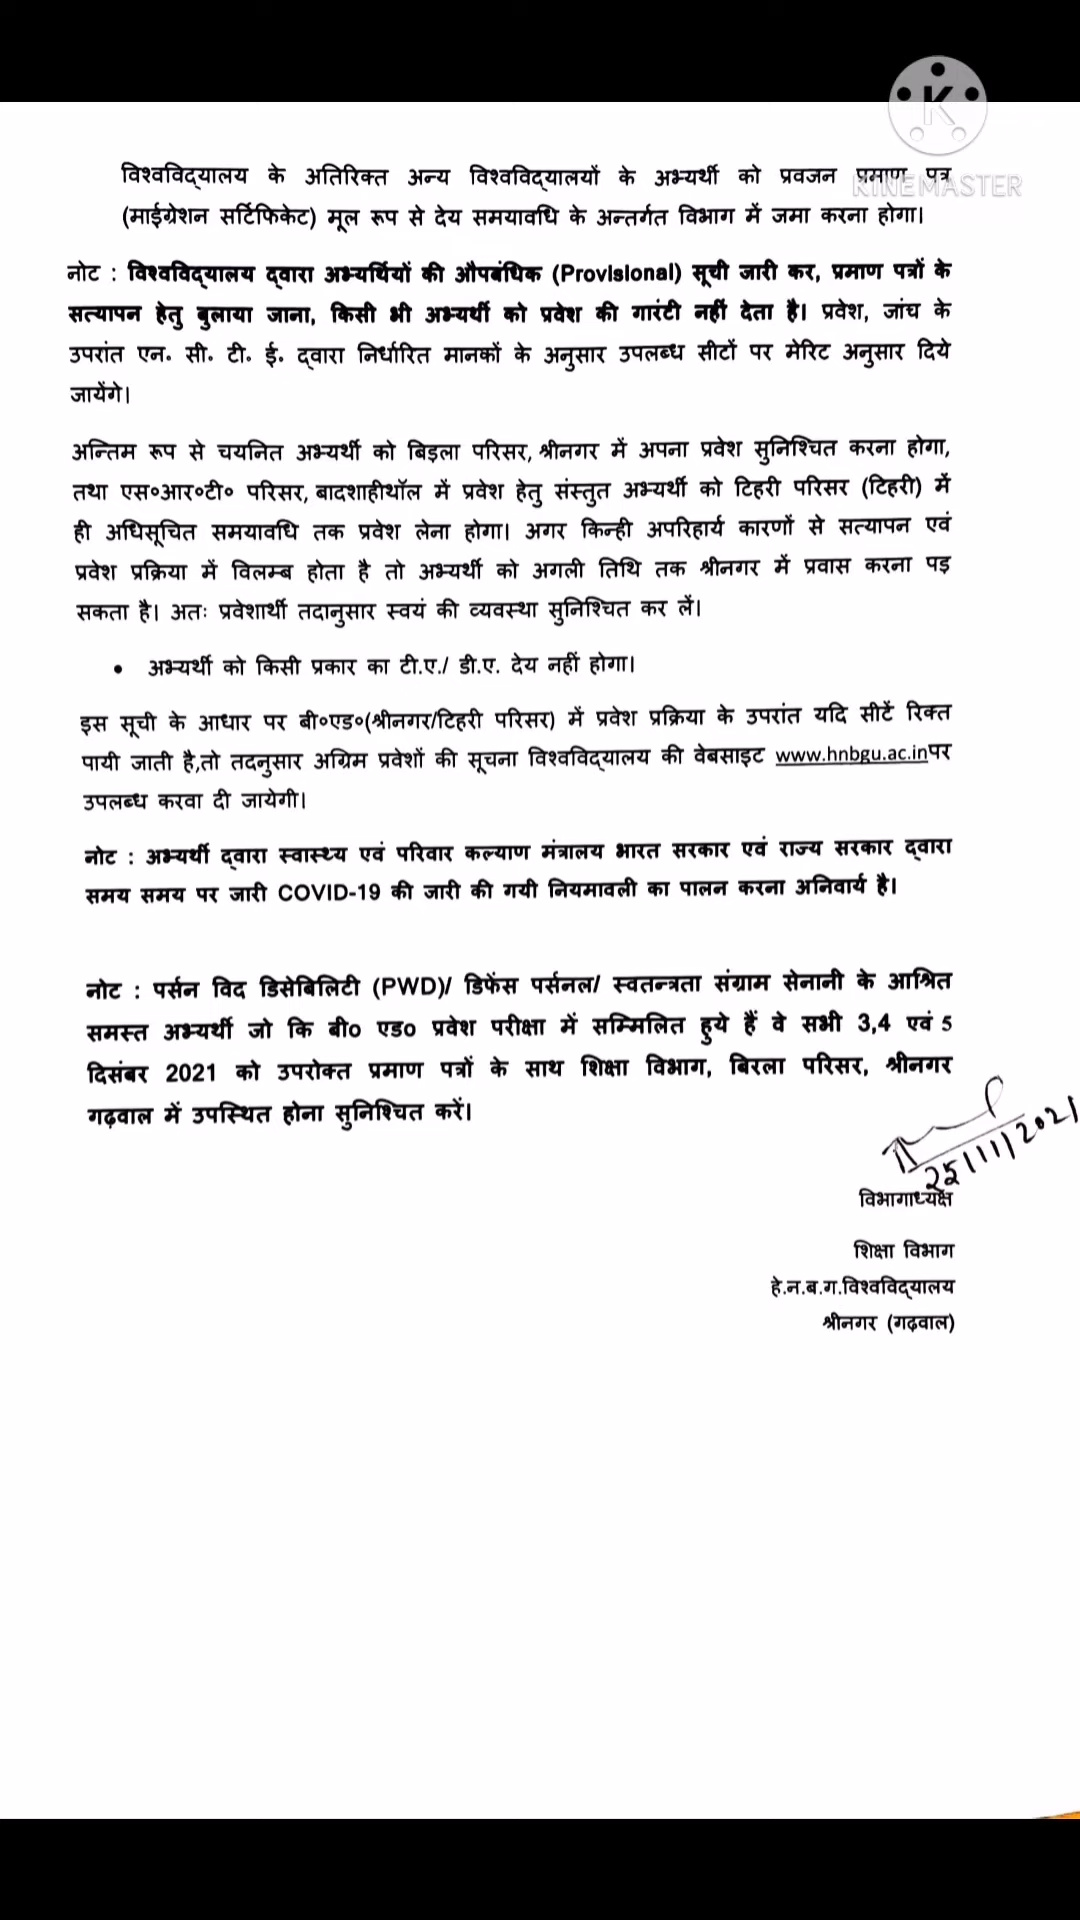 KINEMASTER
विश्वविद्यालय के अतिरिक्त अन्य विश्वविद्यालयों के अभ्यर्थी को प्रवजन प्रमाण पत्र
(माईग्रेशन सर्टिफिकेट) मूल रूप से देय समयावधि के अन्तर्गत विभाग में जमा करना होगा।
नोट : विश्वविद्यालय द्वारा अभ्यर्थियों की औपबंधिक (Provisional) सूची जारी कर, प्रमाण पत्रों के
सत्यापन हेतु बुलाया जाना, किसी भी अभ्यर्थी को प्रवेश की गारंटी नहीं देता है। प्रवेश, जांच के
उपरांत एन. सी. टी. ई. द्वारा निर्धारित मानकों के अनुसार उपलब्ध सीटों पर मेरिट अनुसार दिये
जायेंगे।
अन्तिम रूप से चयनित अभ्यर्थी को बिड़ला परिसर, श्रीनगर में अपना प्रवेश सुनिश्चित करना होगा,
तथा एस०आर०टी० परिसर, बादशाहीथॉल में प्रवेश हेतु संस्तुत अभ्यर्थी को टिहरी परिसर (टिहरी) में
ही अधिसूचित समयावधि तक प्रवेश लेना होगा। अगर किन्ही अपरिहार्य कारणों से सत्यापन एवं
प्रवेश प्रक्रिया में विलम्ब होता है तो अभ्यर्थी को अगली तिथि तक श्रीनगर में प्रवास करना पड़
सकता है। अतः प्रवेशार्थी तदानुसार स्वयं की व्यवस्था सुनिश्चित कर लें।
• अभ्यर्थी को किसी प्रकार का टी.ए./ डी.ए. देय नहीं होगा।
इस सूची के आधार पर बी०एड०(श्रीनगर/टिहरी परिसर) में प्रवेश प्रक्रिया के उपरांत यदि सीटें रिक्त
पायी जाती है,तो तदनुसार अग्रिम प्रवेशों की सूचना विश्वविद्यालय की वेबसाइट www.hnbgu.ac.inपर
उपलब्ध करवा दी जायेगी।
नोट : अभ्यर्थी द्वारा स्वास्थ्य एवं परिवार कल्याण मंत्रालय भारत सरकार एवं राज्य सरकार द्वारा
समय समय पर जारी COVID-19 की जारी की गयी नियमावली का पालन करना अनिवार्य है।
नोट : पर्सन विद डिसेबिलिटी (PWD)/ डिफेंस पर्सनल/ स्वतन्त्रता संग्राम सेनानी के आश्रित
समस्त अभ्यर्थी जो कि बी० एड० प्रवेश परीक्षा में सम्मिलित हुये हैं वे सभी 3,4 एवं 5
दिसंबर 2021 को उपरोक्त प्रमाण पत्रों के साथ शिक्षा विभाग, बिरला परिसर, श्रीनगर
गढ़वाल में उपस्थित होना सुनिश्चित करें।
25/11/2021
विभागाध्यक्ष
शिक्षा विभाग
हे.न.ब.ग.विश्वविद्यालय
श्रीनगर (गढ़वाल)